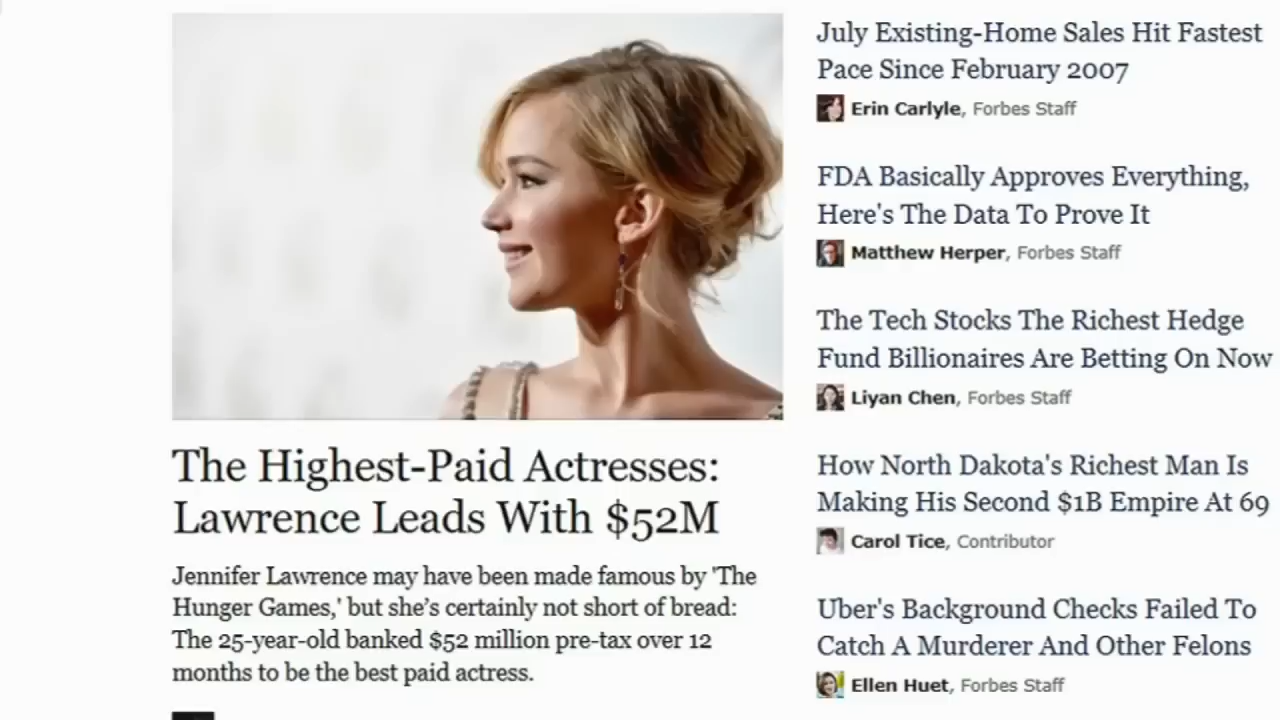 The Highest-Paid Actresses:
Lawrence Leads With $52M
Jennifer Lawrence may have been made famous by 'The
Hunger Games,' but she's certainly not short of bread:
The 25-year-old banked $52 million pre-tax over 12
months to be the best paid actress.
July Existing-Home Sales Hit Fastest
Pace Since February 2007
Erin Carlyle, Forbes Staff
FDA Basically Approves Everything,
Here's The Data To Prove It
Matthew Herper, Forbes Staff
The Tech Stocks The Richest Hedge
Fund Billionaires Are Betting On Now
Liyan Chen, Forbes Staff
How North Dakota's Richest Man Is
Making His Second $1B Empire At 69
Carol Tice, Contributor
Uber's Background Checks Failed To
Catch A Murderer And Other Felons
Ellen Huet, Forbes Staff